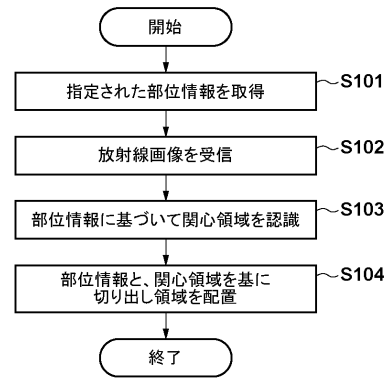 開始
指定された部位情報を取得
S101
放射線画像を受信
S102
部位情報に基づいて関心領域を認識
S103
部位情報と、関心領域を基に
切り出し領域を配置
S104
終了